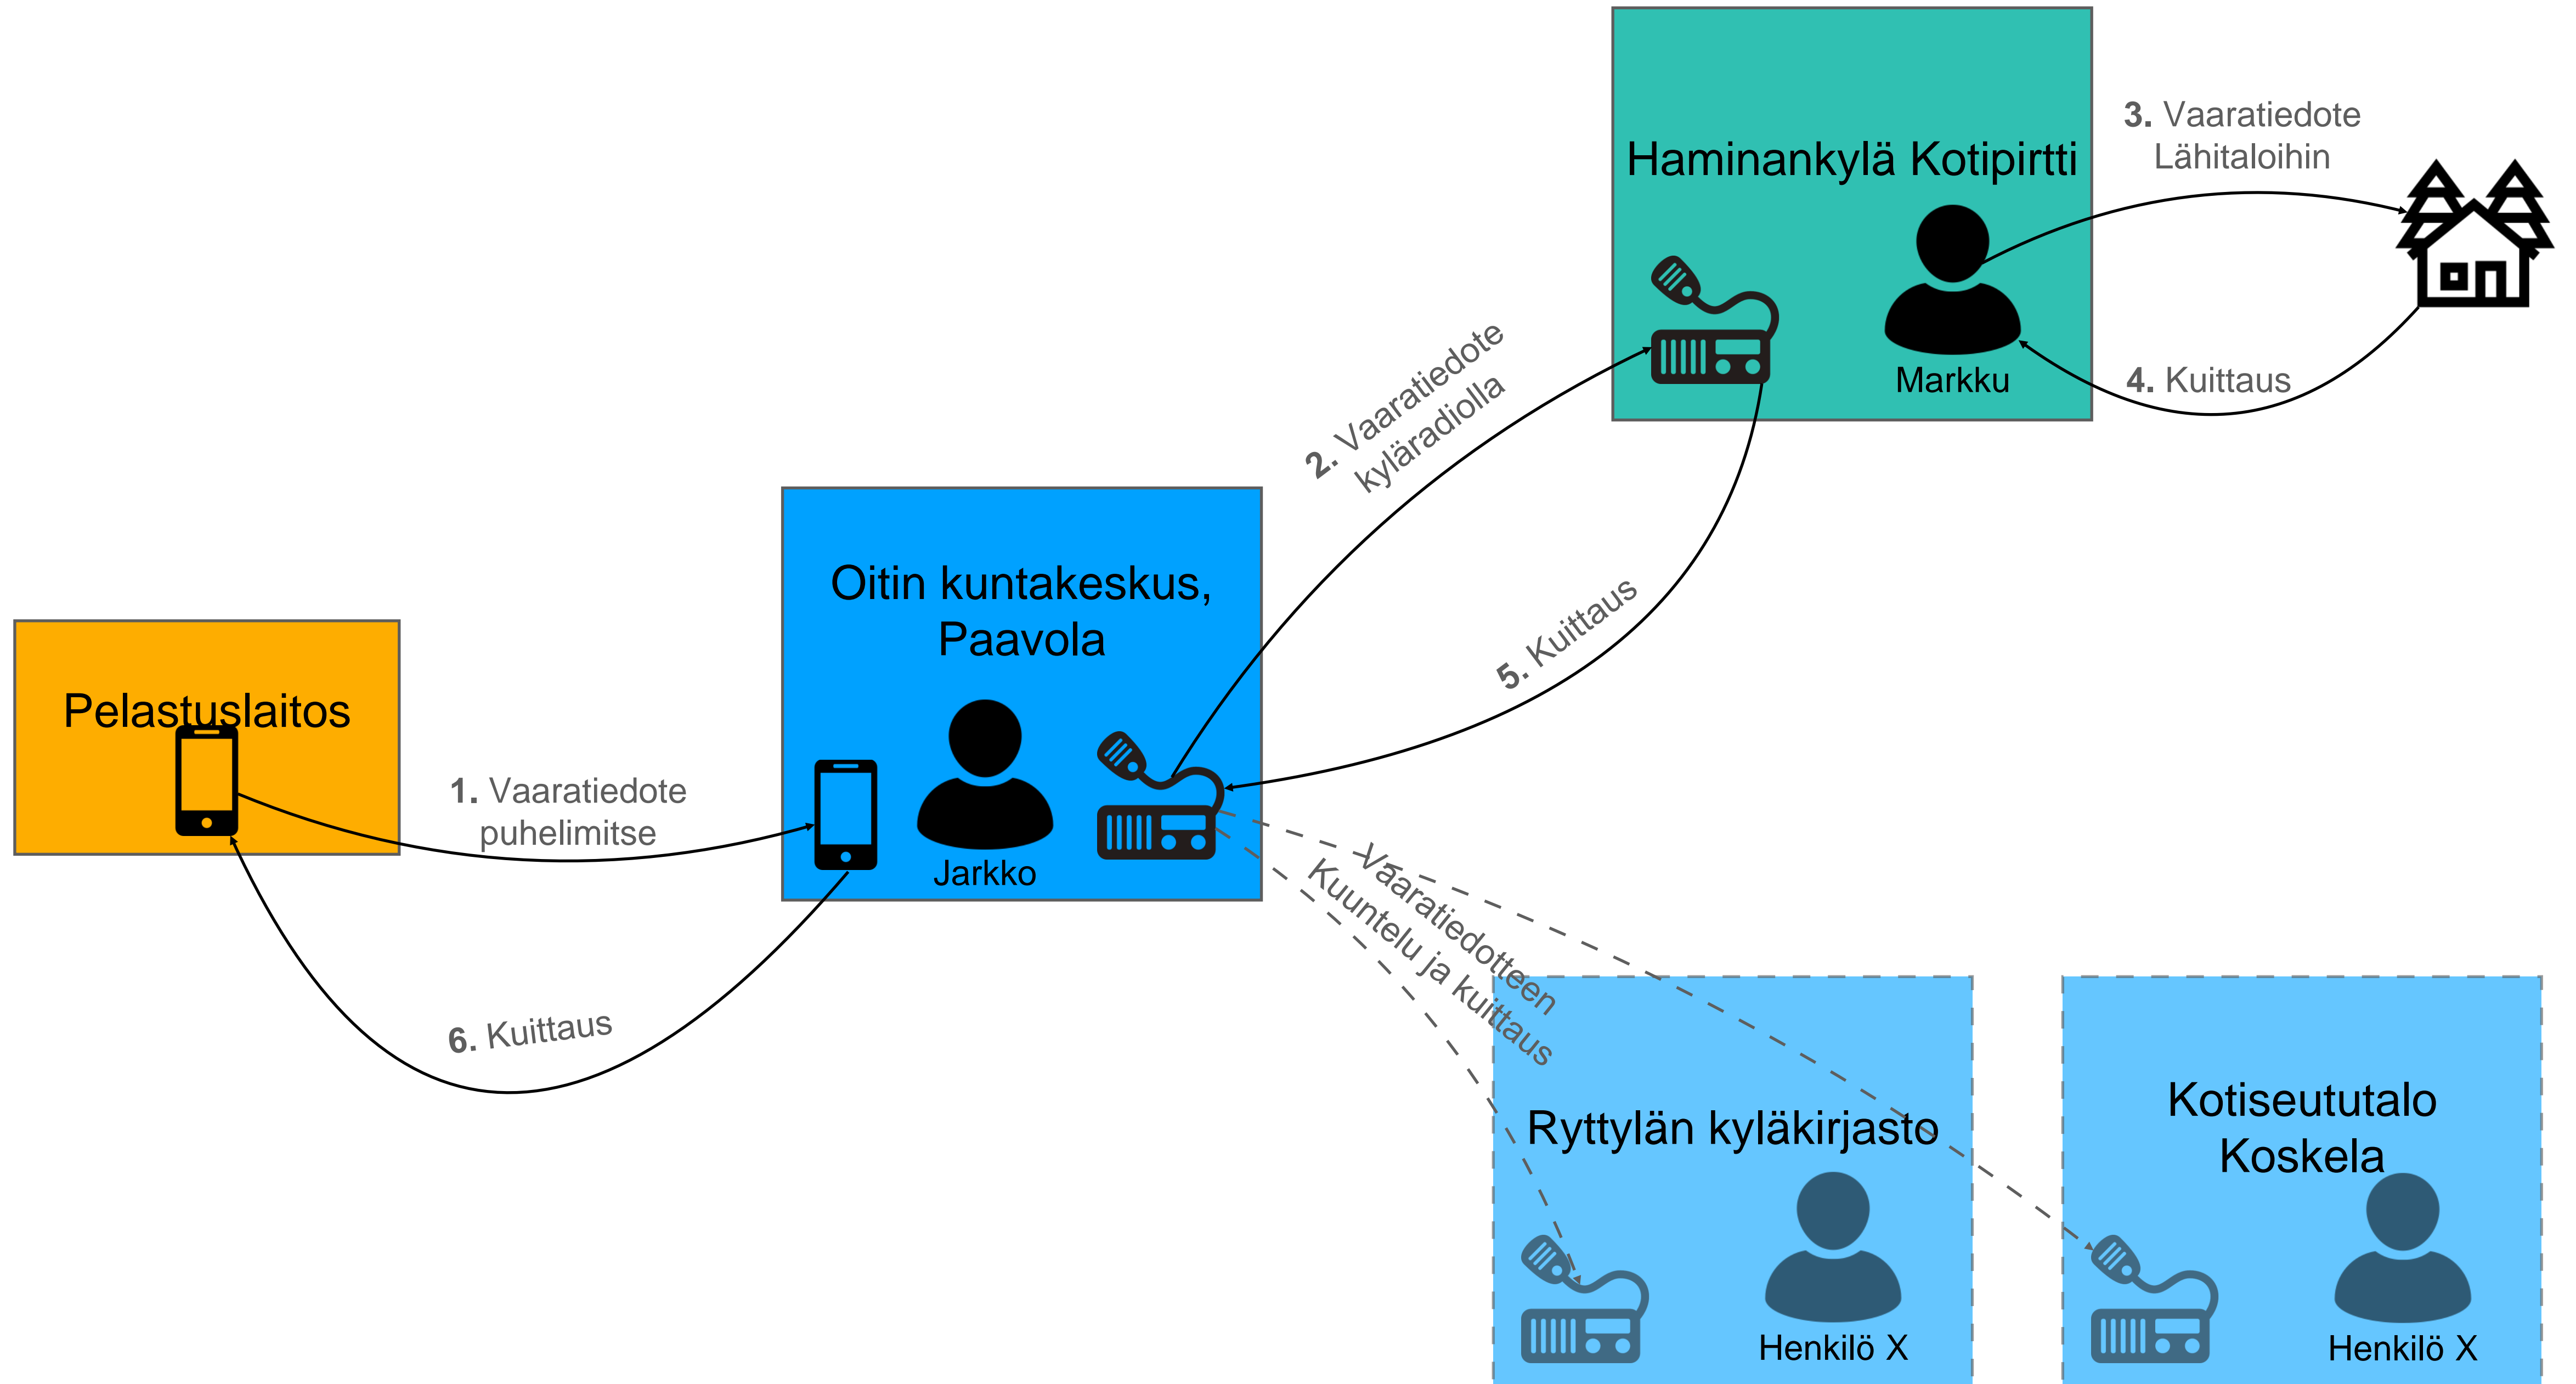 Haminankylä Kotipirtti
Markku
3. Vaaratiedote
Lähitaloihin
4. Kuittaus
2. Vaaratiedote
kyläradiolla
5. Kuittaus
Oitin kuntakeskus,
Paavola
Jarkko
Pelastuslaitos
1. Vaaratiedote
puhelimitse
6. Kuittaus
Vaaratiedotteen
Kuuntelu ja kuittaus
Ryttylän kyläkirjasto
Henkilö X
Kotiseututalo
Koskela
Henkilö X